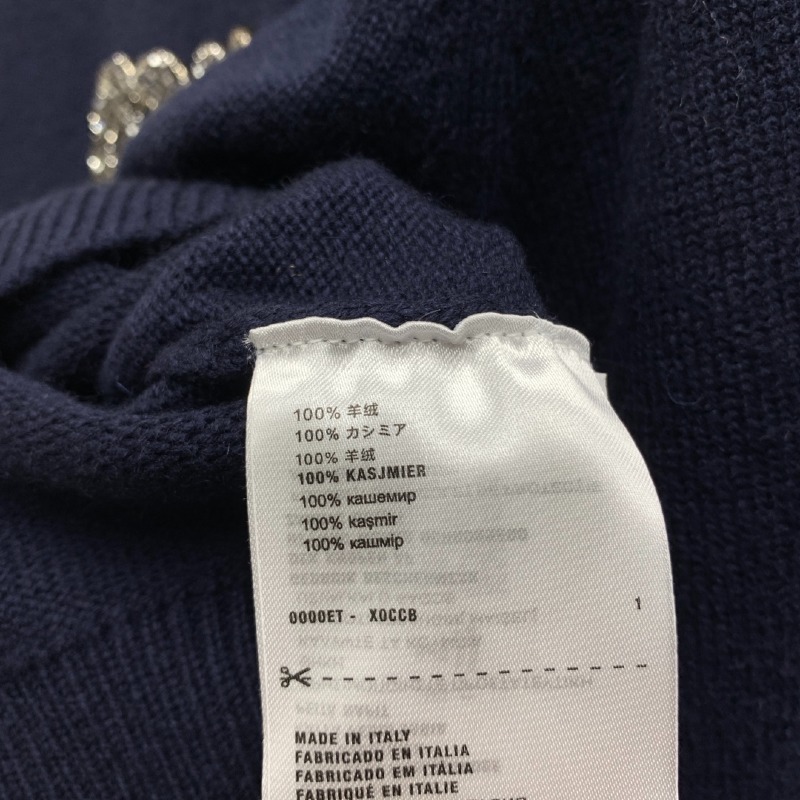 100% 羊绒
100% カシミア
100% 羊绒
100% KASJMIER
100% кашемир
100% kaşmir
100% кашмір
0000ET - X0CCB 1
MADE IN ITALY
FABRICADO EN ITALIA
FABRICADO EM ITÁLIA
FABRIQUÉ EN ITALIE